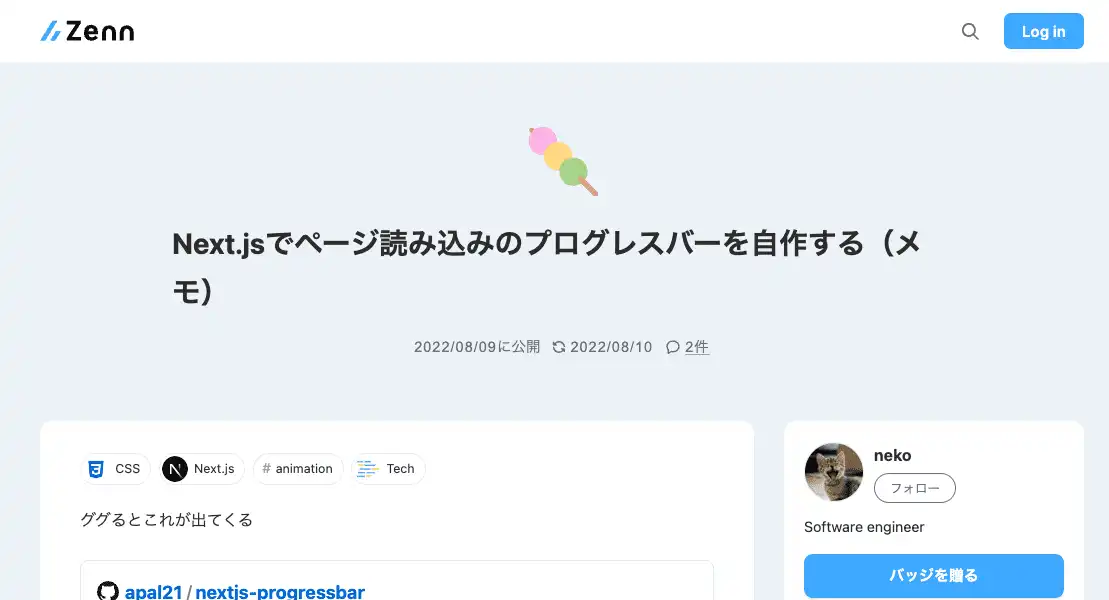 Zenn
Log in
Next.jsでページ読み込みのプログレスバーを自作する（メ
モ）
2022/08/09に公開 2022/08/10 2件
CSS Next.js # animation Tech
ググるとこれが出てくる
apal21 / nextjs-progressbar
neko
フォロー
Software engineer
バッジを贈る